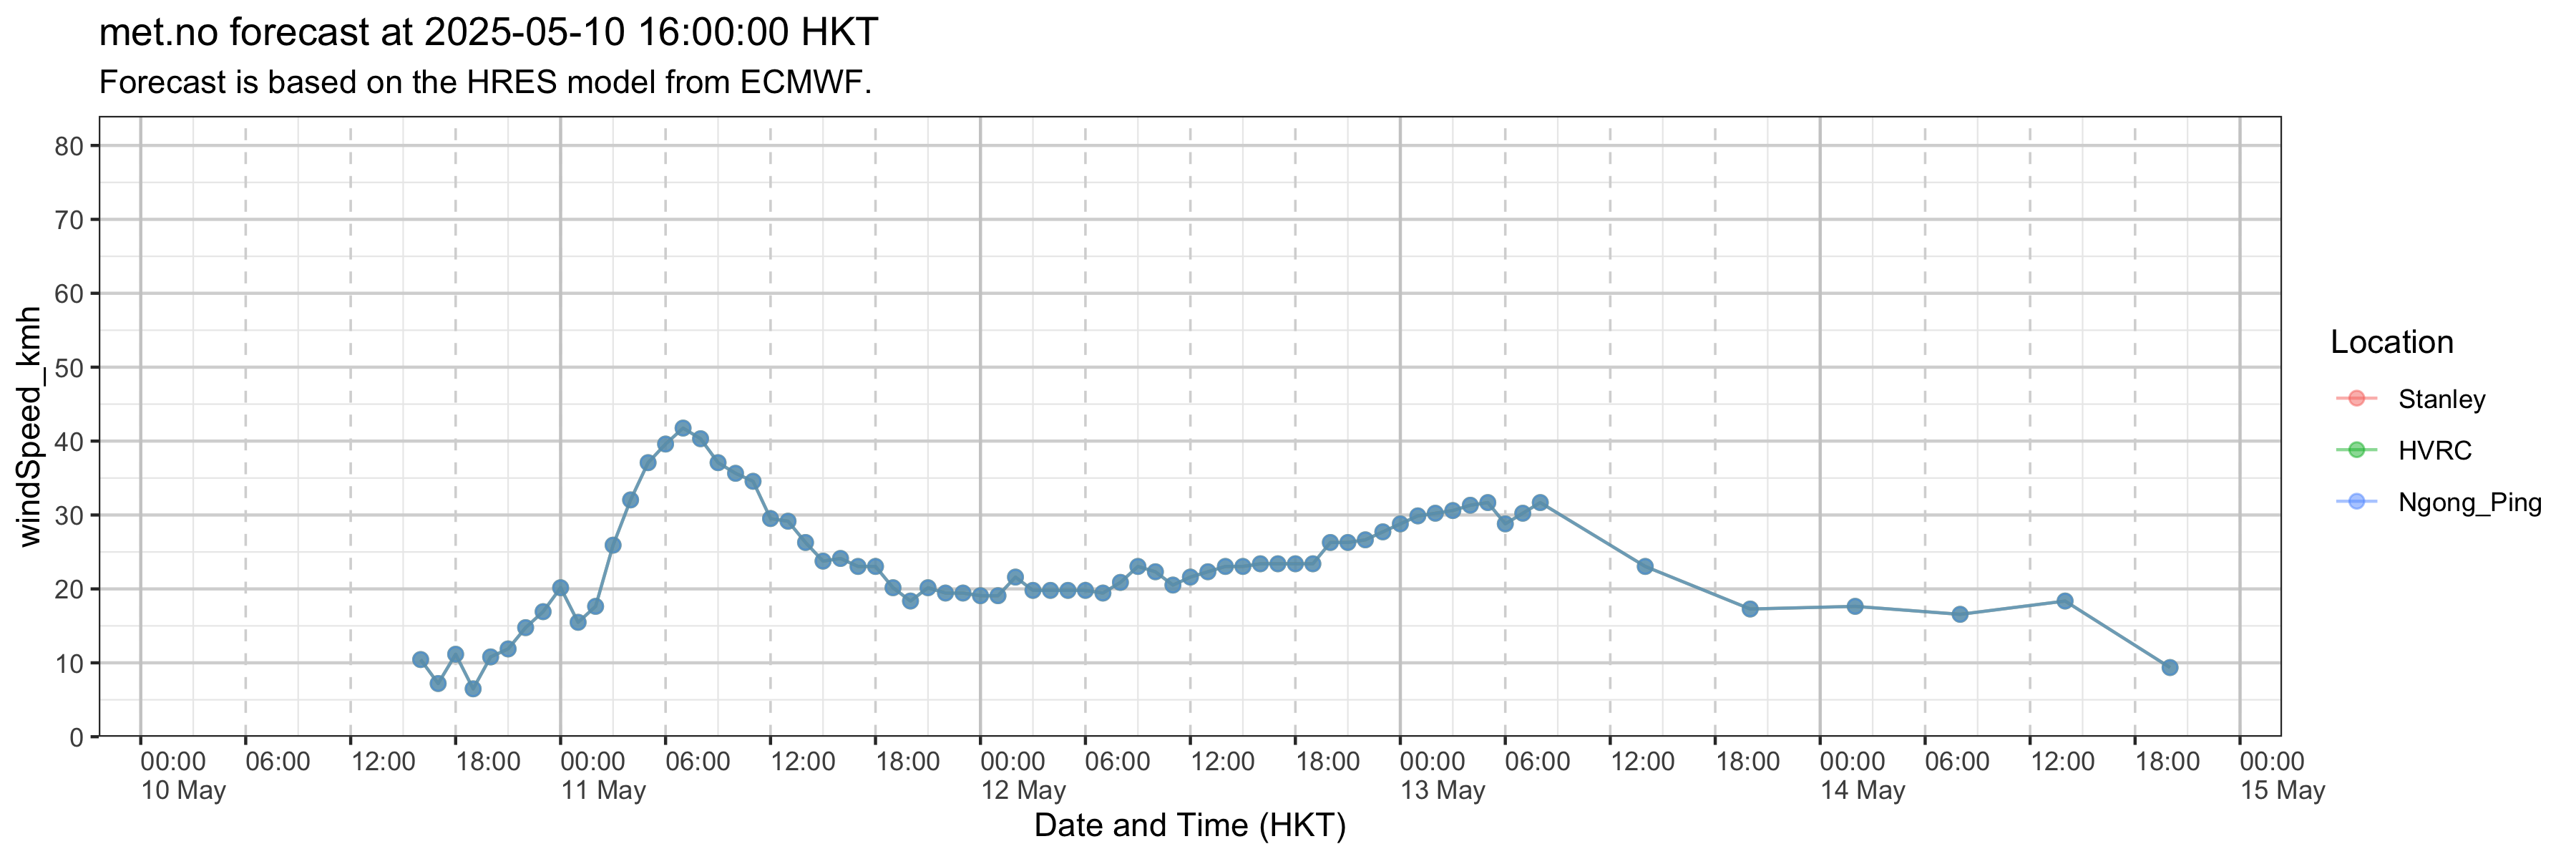 met.no forecast at 2025-05-10 16:00:00 HKT
Forecast is based on the HRES model from ECMWF.
80
70
60
50
40
30
20
10
0
windSpeed_kmh
00:00 06:00 12:00 18:00 00:00 06:00 12:00 18:00 00:00 06:00 12:00 18:00 00:00 06:00 12:00 18:00 00:00 06:00 12:00 18:00 00:00
10 May 11 May 12 May 13 May 14 May 15 May
Date and Time (HKT)
Location
Stanley
HVRC
Ngong_Ping